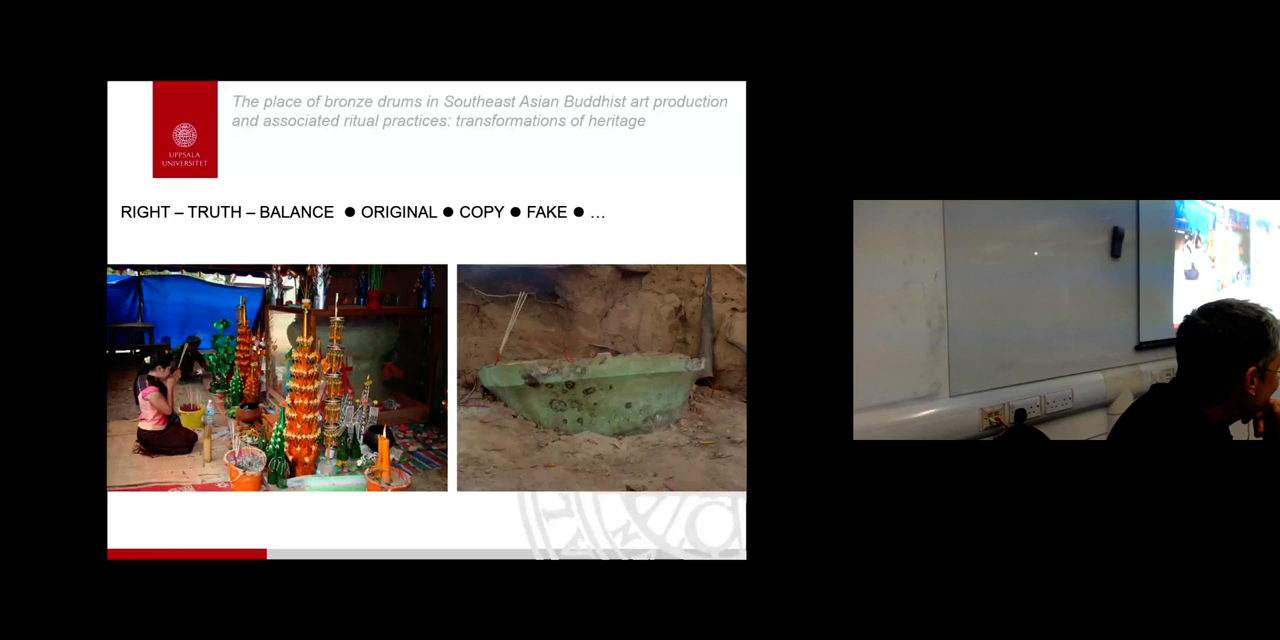 The place of bronze drums in Southeast Asian Buddhist art production
and associated ritual practices: transformations of heritage
UPPSALA
UNIVERSITET
RIGHT – TRUTH – BALANCE ● ORIGINAL ● COPY ● FAKE ● …